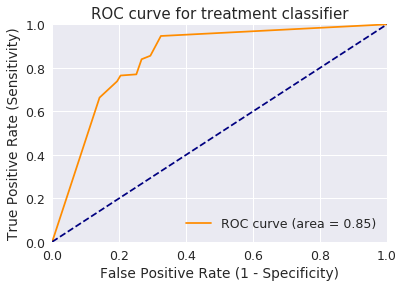 ROC curve for treatment classifier
True Positive Rate (Sensitivity)
1.0
0.8
0.6
0.4
0.2
0.0
ROC curve (area = 0.85)
0.0 0.2 0.4 0.6 0.8 1.0
False Positive Rate (1 - Specificity)